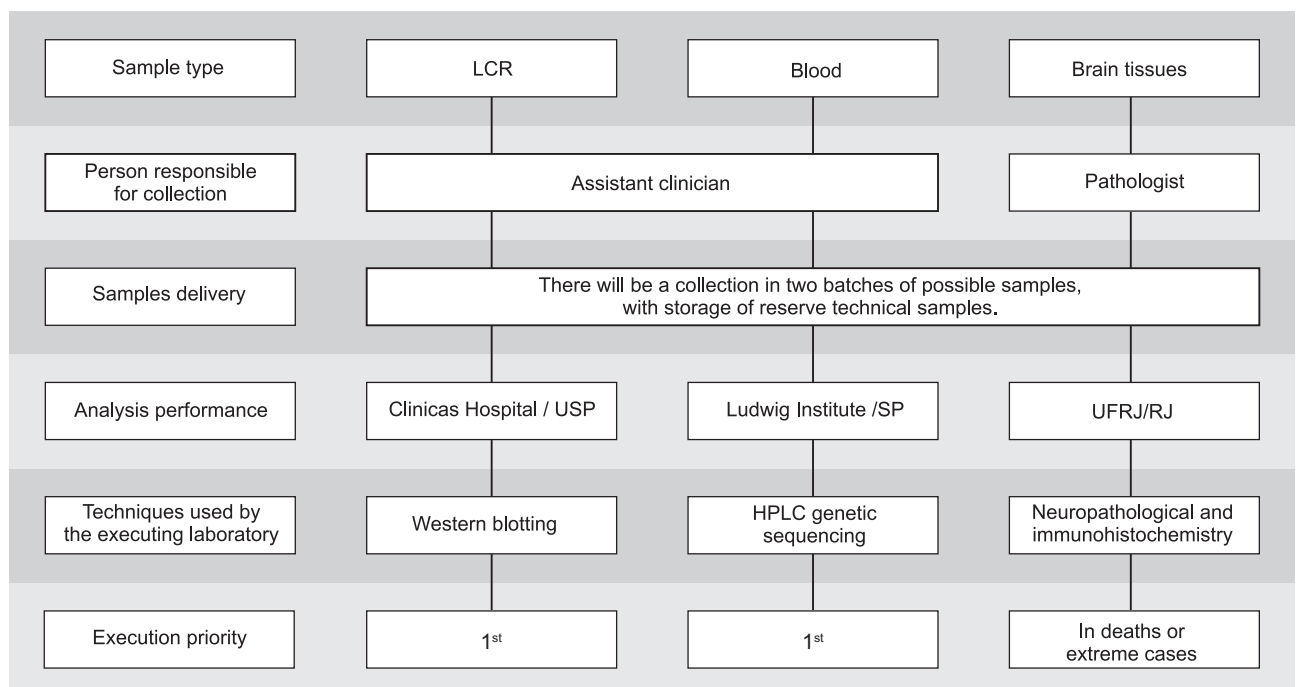 Sample type
LCR
Blood
Brain tissues
Person responsible
for collection
Assistant clinician
Pathologist
Samples delivery
There will be a collection in two batches of possible samples,
with storage of reserve technical samples.
Analysis performance
Clinicas Hospital / USP
Ludwig Institute /SP
UFRJ/RJ
Techniques used by
the executing laboratory
Western blotting
HPLC genetic
sequencing
Neuropathological and
immunohistochemistry
Execution priority
1st
1st
In deaths or
extreme cases